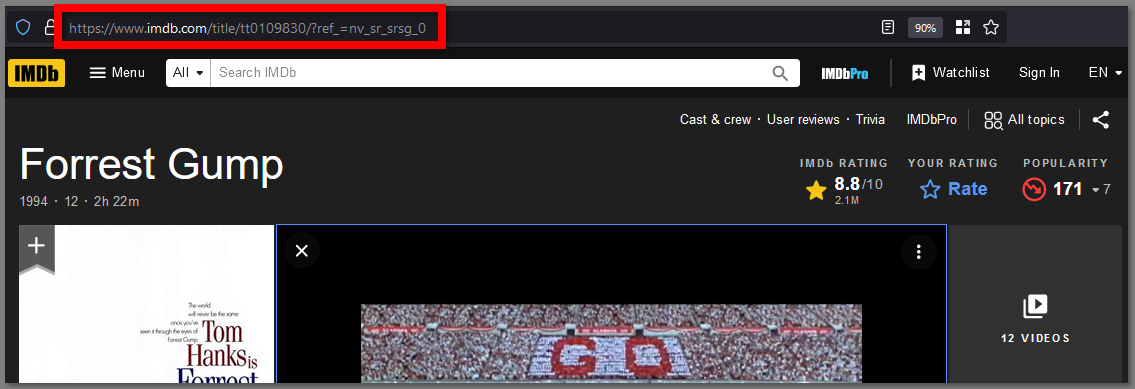 https://www.imdb.com/title/tt0109830/?ref_=nv_sr_srsg_0
90%
IMDb
Menu
All
Search IMDb
IMDbPro
Watchlist
Sign In
EN
Cast & crew · User reviews · Trivia
IMDbPro
All topics
Forrest Gump
1994 · 12 · 2h 22m
IMDb RATING
8.8/10
2.1M
YOUR RATING
Rate
POPULARITY
171
7
The world
will never be the same
once you've
seen it through the eyes of
Forrest Gump.
Tom
Hanks is
Forrest
GO
12 VIDEOS